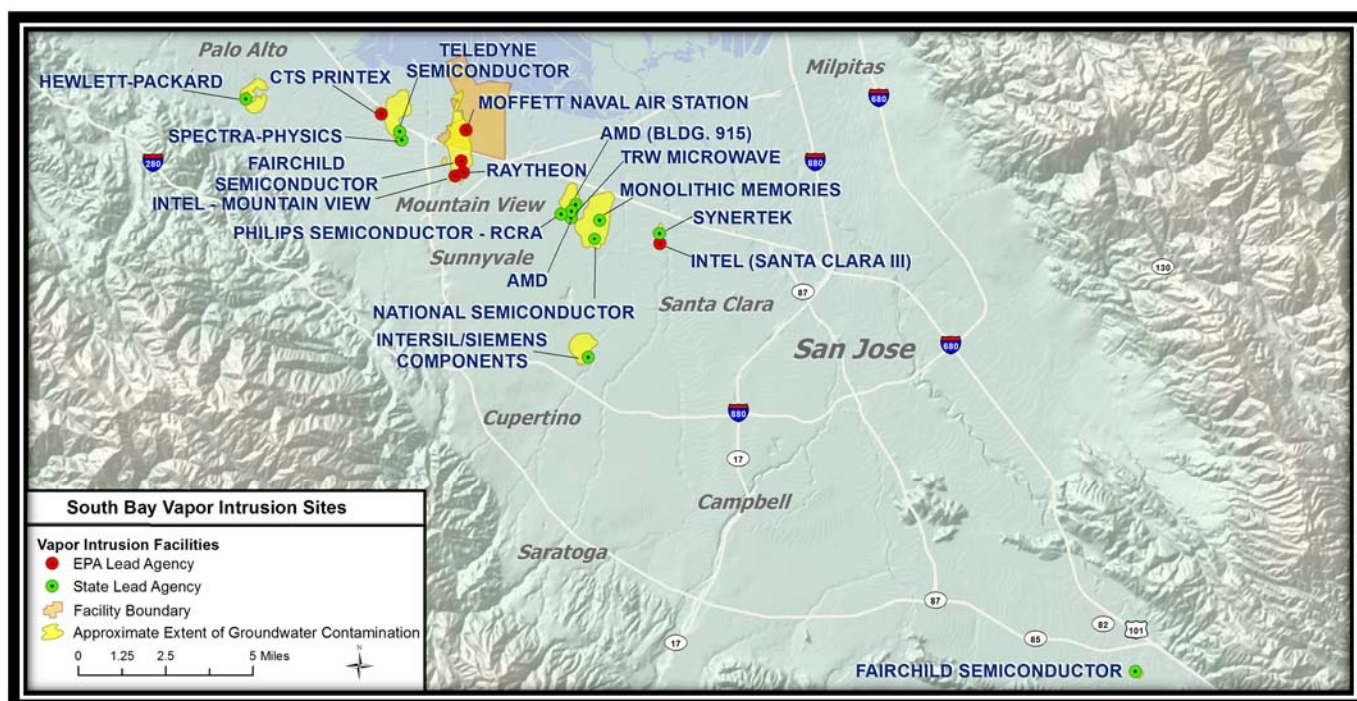 Palo Alto
TELEDYNE
SEMICONDUCTOR
Milpitas
HEWLETT-PACKARD
CTS PRINTEX
680
MOFFETT NAVAL AIR STATION
SPECTRA-PHYSICS
AMD (BLDG. 915)
280
FAIRCHILD
SEMICONDUCTOR
RAYTHEON
TRW MICROWAVE
880
INTEL - MOUNTAIN VIEW
Mountain View
MONOLITHIC MEMORIES
PHILIPS SEMICONDUCTOR - RCRA
SYNERTEK
Sunnyvale
AMD
INTEL (SANTA CLARA III)
130
87
NATIONAL SEMICONDUCTOR
Santa Clara
INTERSIL/SIEMENS
COMPONENTS
San Jose
680
Cupertino
880
17
Campbell
Saratoga
87
82
101
85
17
FAIRCHILD SEMICONDUCTOR
South Bay Vapor Intrusion Sites
Vapor Intrusion Facilities
EPA Lead Agency
State Lead Agency
Facility Boundary
Approximate Extent of Groundwater Contamination
0 1.25 2.5 5 Miles
N